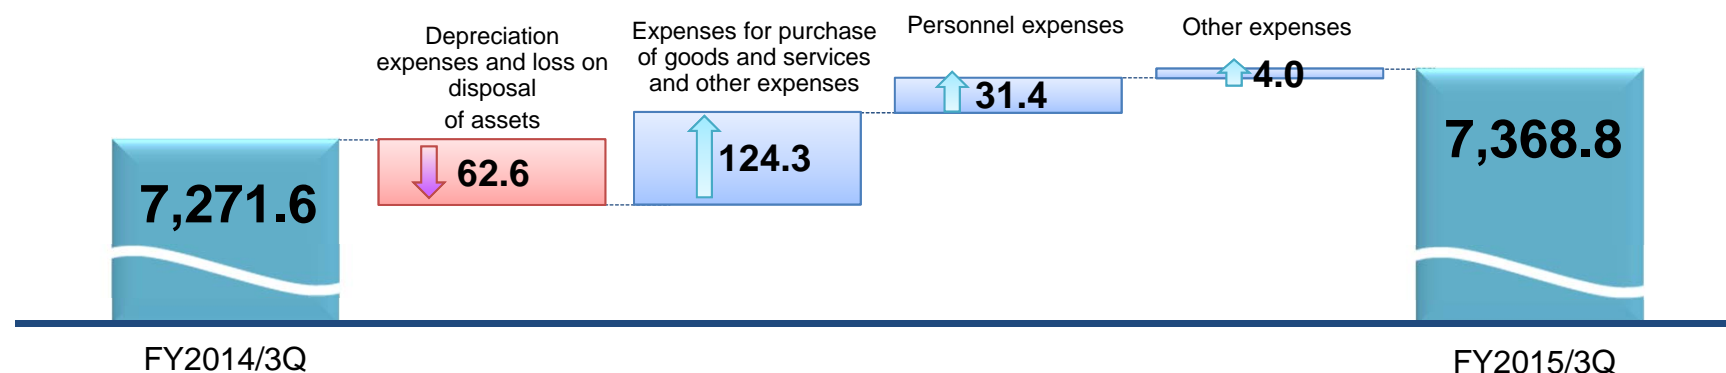 Depreciation
expenses and loss on
disposal
of assets
Expenses for purchase
of goods and services
and other expenses
Personnel expenses
Other expenses
7,271.6
62.6
124.3
31.4
4.0
7,368.8
FY2014/3Q
FY2015/3Q